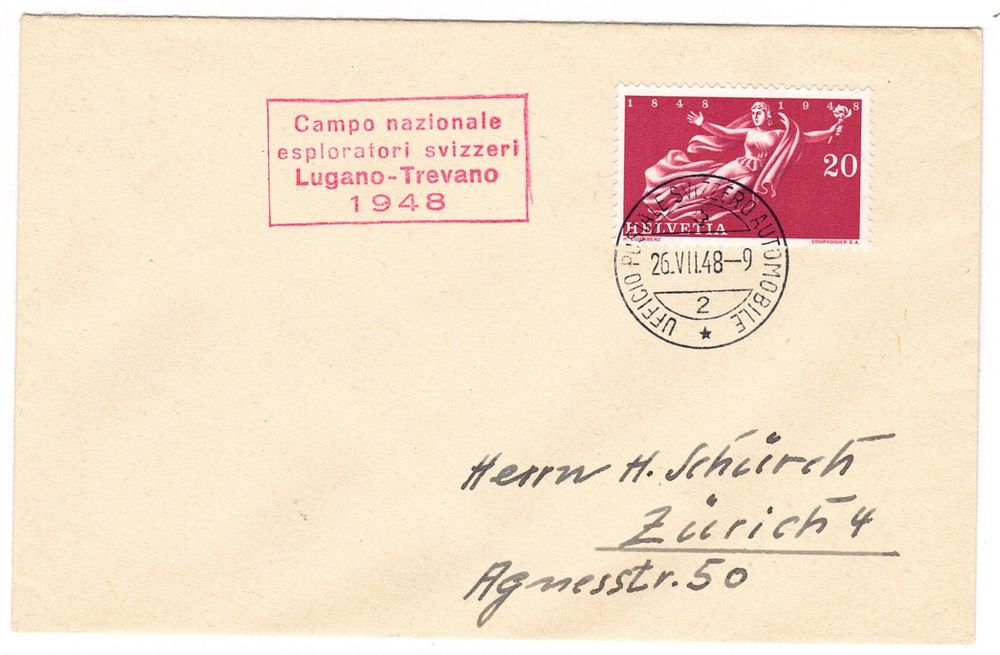 Campo nazionale
esploratori svizzeri
Lugano-Trevano
1948
1848 1948
20
HELVETIA
COURVOISIER S.A.
UFFICIO POSTALE SVIZZERO AUTOMOBILE
26.VII.48-9
2
Herrn H. Schürch
Zürich 4
Agnesstr. 50